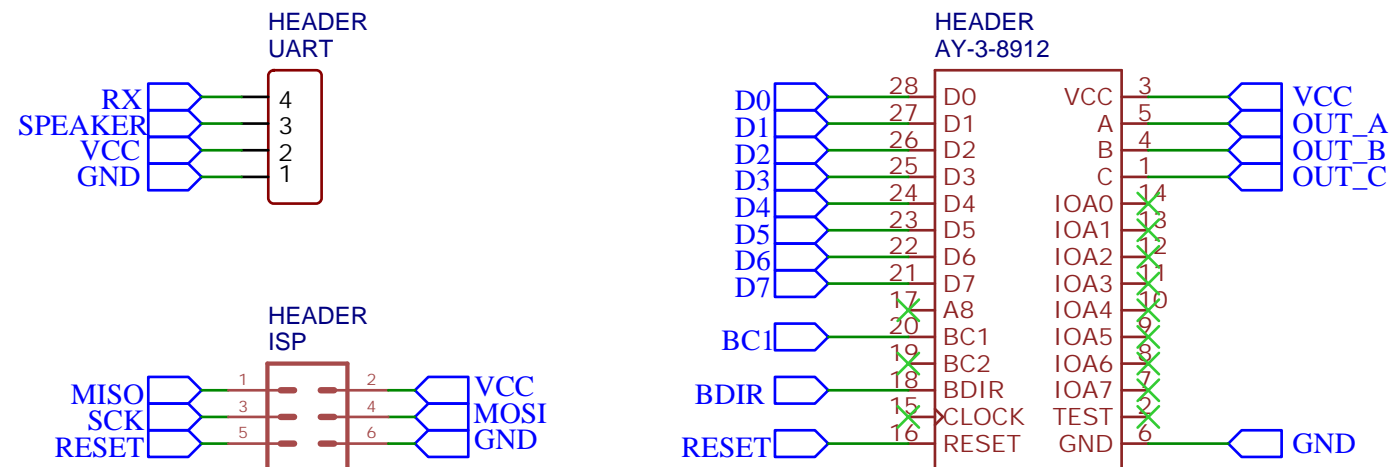 HEADER
UART
RX 4
SPEAKER 3
VCC 2
GND 1
HEADER
ISP
MISO 1 2 VCC
SCK 3 4 MOSI
RESET 5 6 GND
HEADER
AY-3-8912
D0 28 D0 VCC 3 VCC
D1 27 D1 A 5 OUT_A
D2 26 D2 B 4 OUT_B
D3 25 D3 C 1 OUT_C
D4 24 D4 IOA0 14
D5 23 D5 IOA1 13
D6 22 D6 IOA2 12
D7 21 D7 IOA3 11
17 A8 IOA4 10
BC1 20 BC1 IOA5 9
19 BC2 IOA6 8
BDIR 18 BDIR IOA7 7
15 CLOCK TEST 2
RESET 16 RESET GND 6 GND